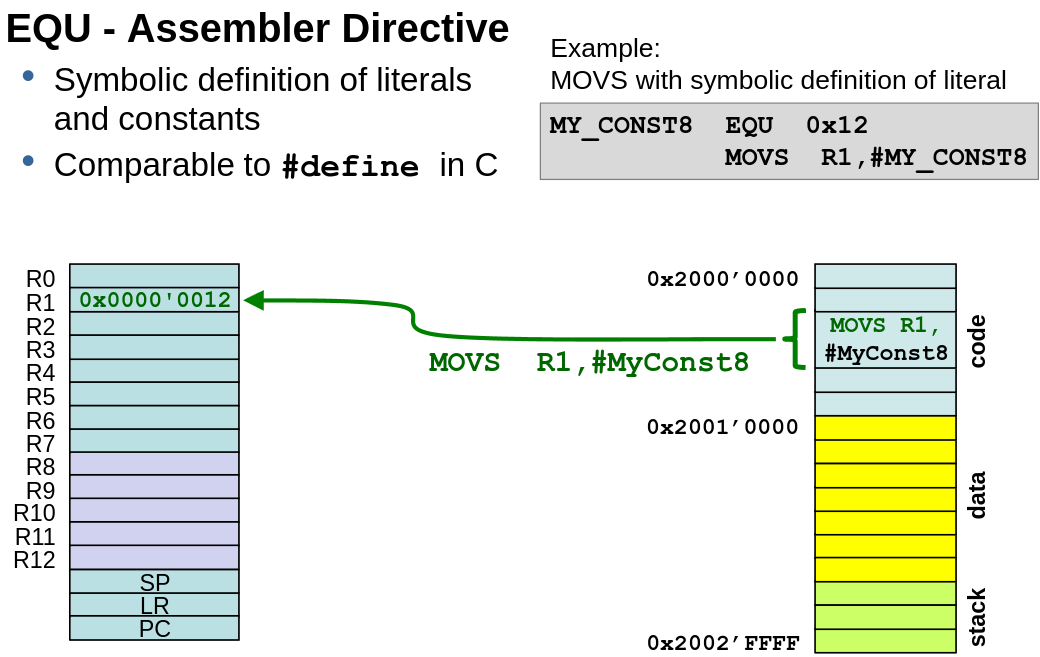 EQU - Assembler Directive
• Symbolic definition of literals
and constants
• Comparable to #define in C
Example:
MOVS with symbolic definition of literal
MY_CONST8 EQU 0x12
MOVS R1,#MY_CONST8
R0
R1 0x0000'0012
R2
R3
R4
R5
R6
R7
R8
R9
R10
R11
R12
SP
LR
PC
MOVS R1,#MyConst8
0x2000’0000
MOVS R1,
#MyConst8
code
0x2001’0000
data
stack
0x2002’FFFF